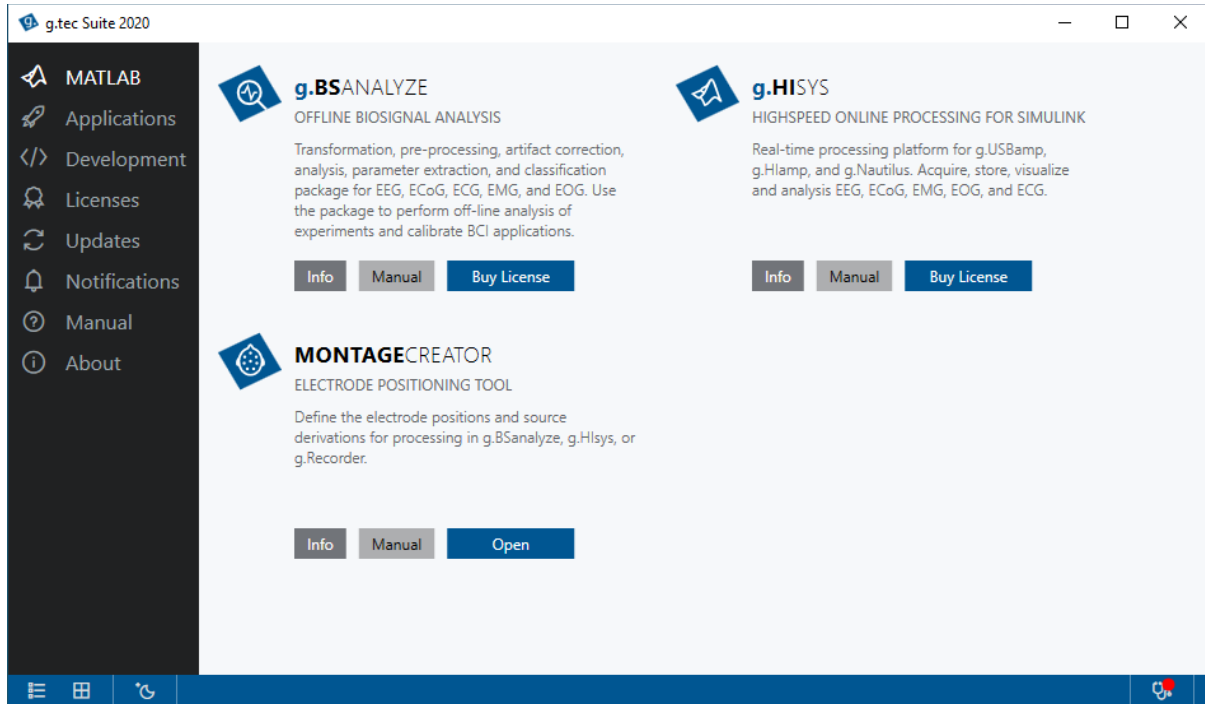 g.tec Suite 2020
MATLAB
Applications
Development
Licenses
Updates
Notifications
Manual
About
g.BSANALYZE
OFFLINE BIOSIGNAL ANALYSIS
Transformation, pre-processing, artifact correction,
analysis, parameter extraction, and classification
package for EEG, ECoG, ECG, EMG, and EOG. Use
the package to perform off-line analysis of
experiments and calibrate BCI applications.
Info Manual Buy License
g.HISYS
HIGHSPEED ONLINE PROCESSING FOR SIMULINK
Real-time processing platform for g.USBamp,
g.HIamp, and g.Nautilus. Acquire, store, visualize
and analysis EEG, ECoG, EMG, EOG, and ECG.
Info Manual Buy License
MONTAGECREATOR
ELECTRODE POSITIONING TOOL
Define the electrode positions and source
derivations for processing in g.BSanalyze, g.HIsys, or
g.Recorder.
Info Manual Open